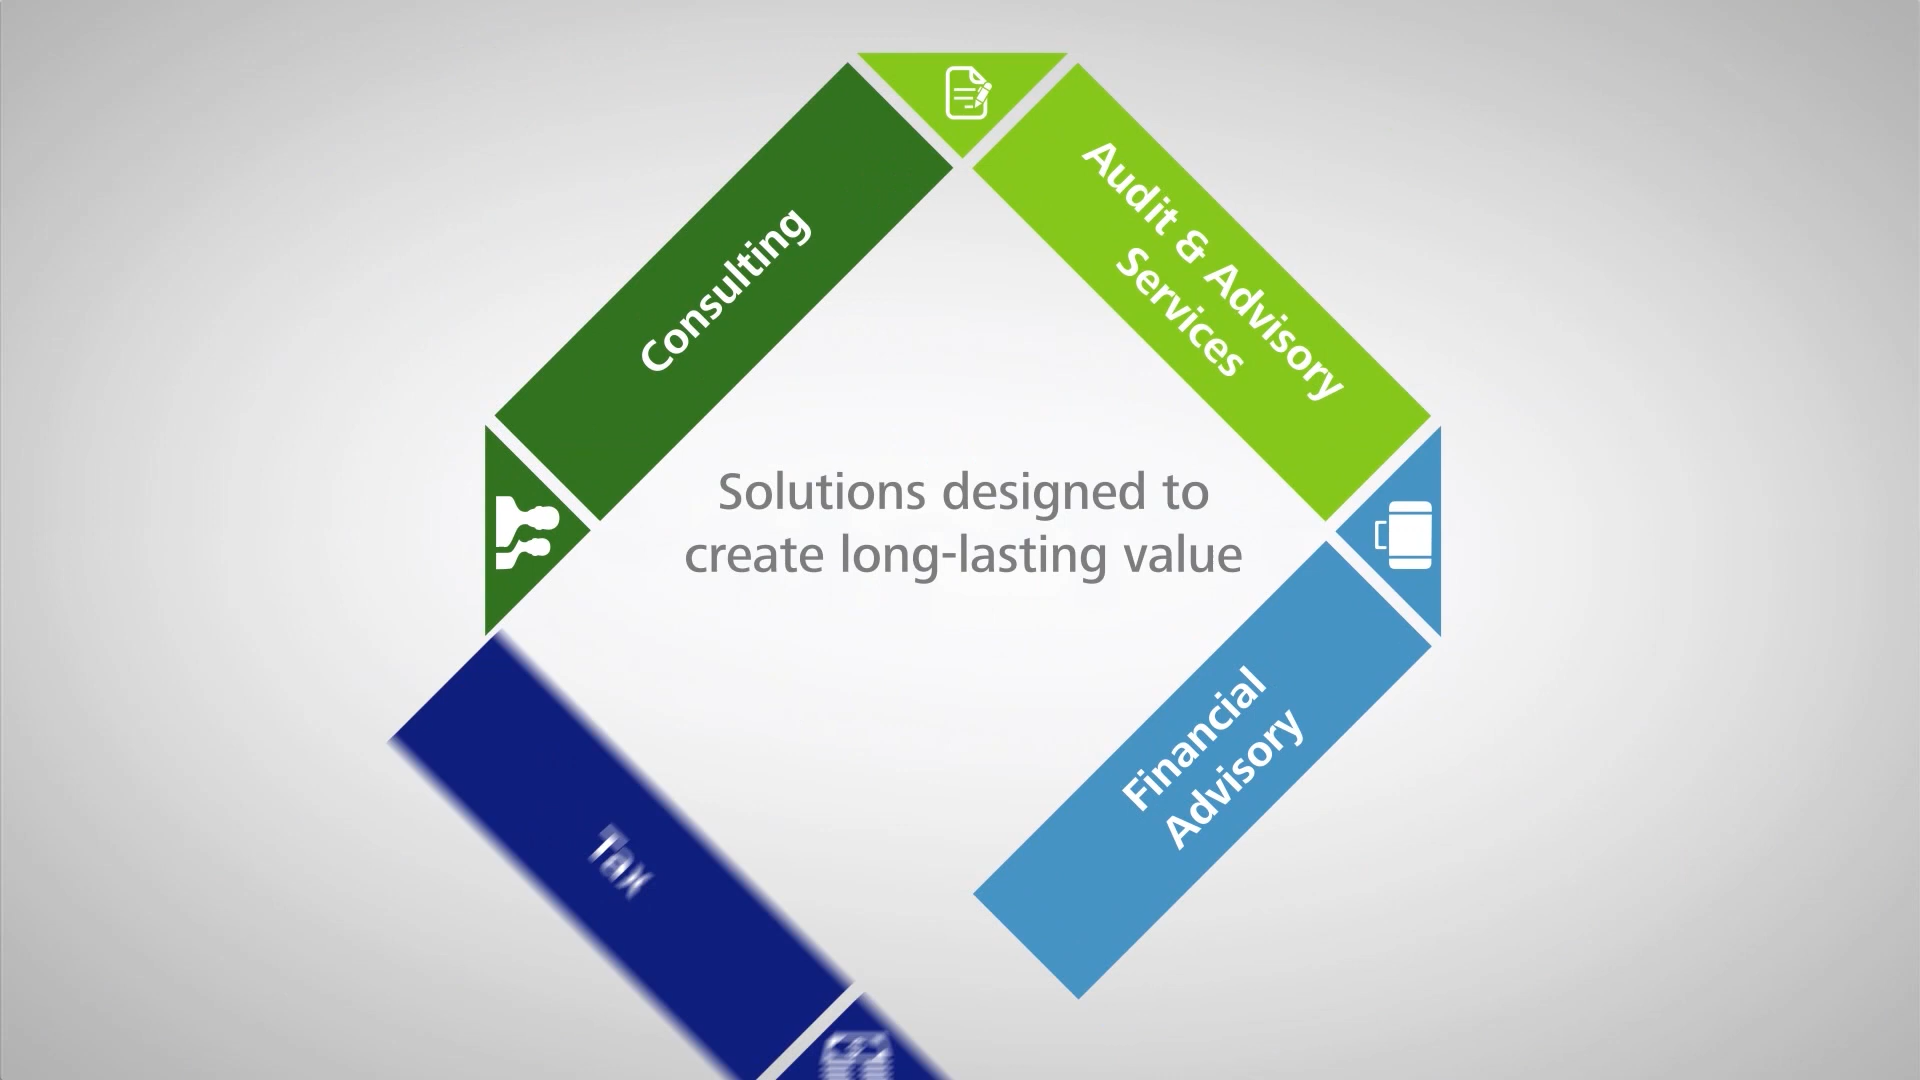 Consulting
Audit & Advisory
Services
Solutions designed to
create long-lasting value
Financial
Advisory
Tax